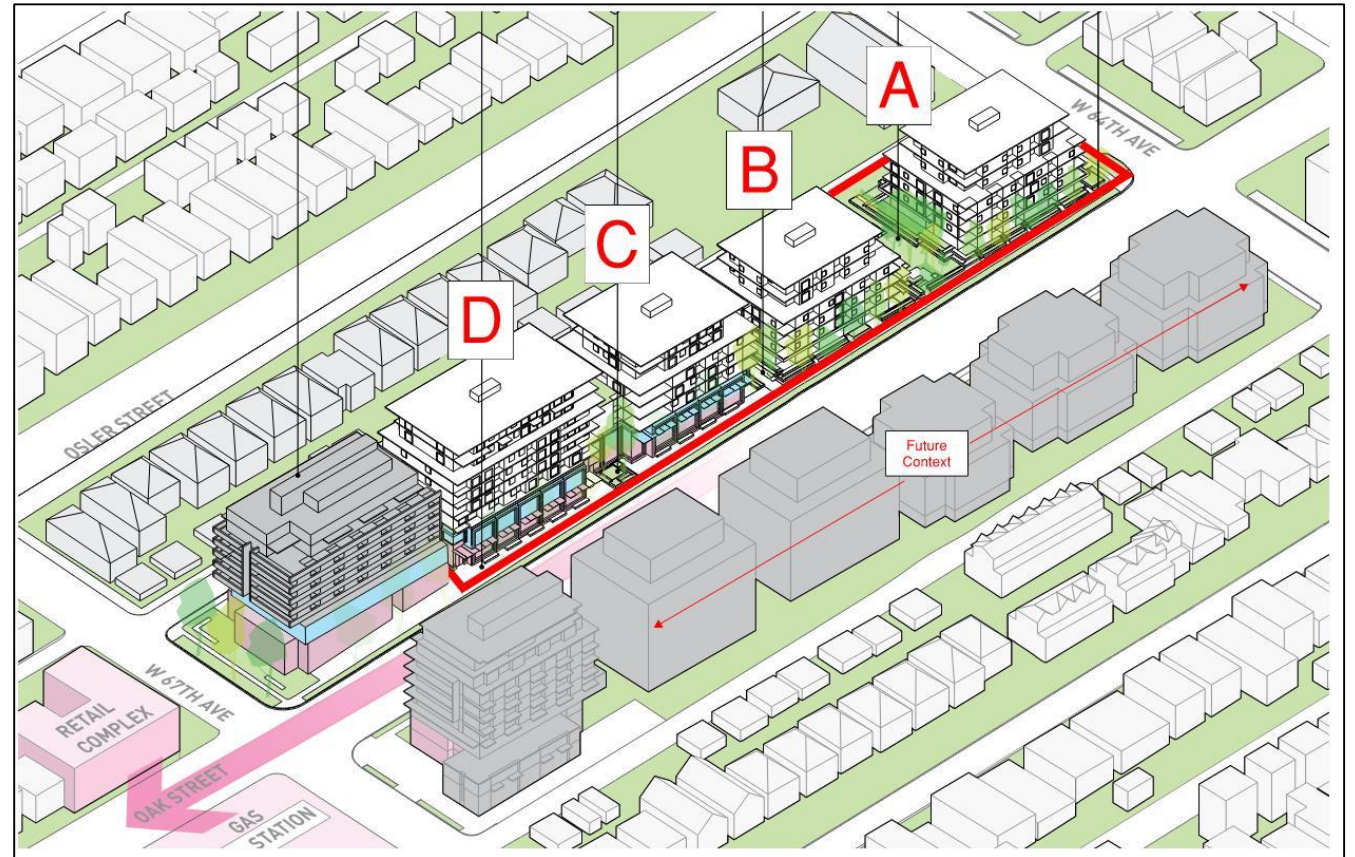 A
W 64TH AVE
B
C
D
OSLER STREET
Future
Context
W 67TH AVE
RETAIL
COMPLEX
OAK STREET
GAS
STATION